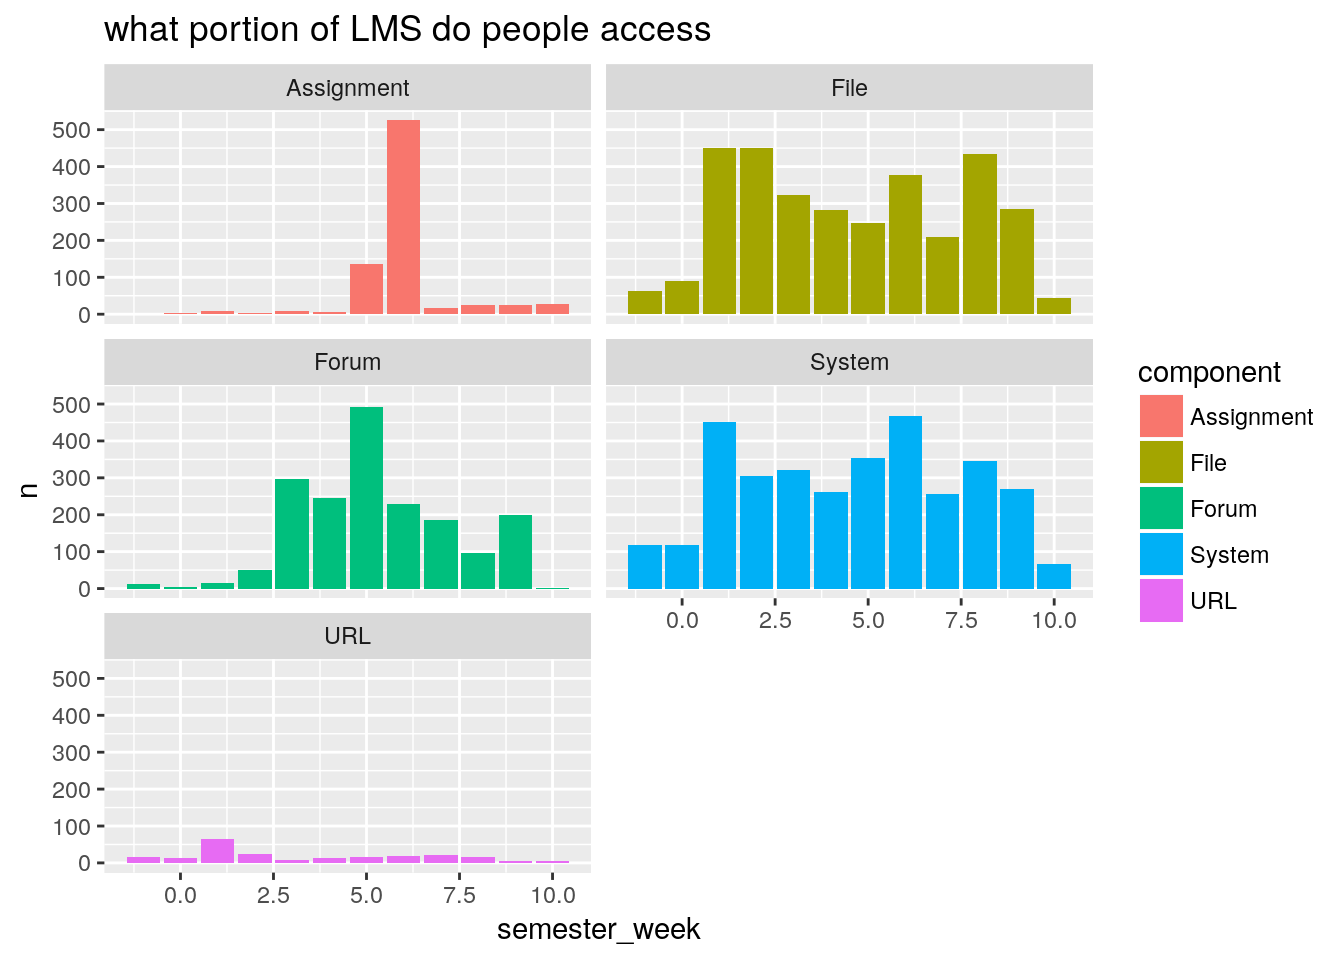 what portion of LMS do people access
Assignment
File
500
400
300
200
100
0
Forum
System
500
400
300
200
100
0
0.0 2.5 5.0 7.5 10.0
URL
500
400
300
200
100
0
0.0 2.5 5.0 7.5 10.0
n
semester_week
component
Assignment
File
Forum
System
URL